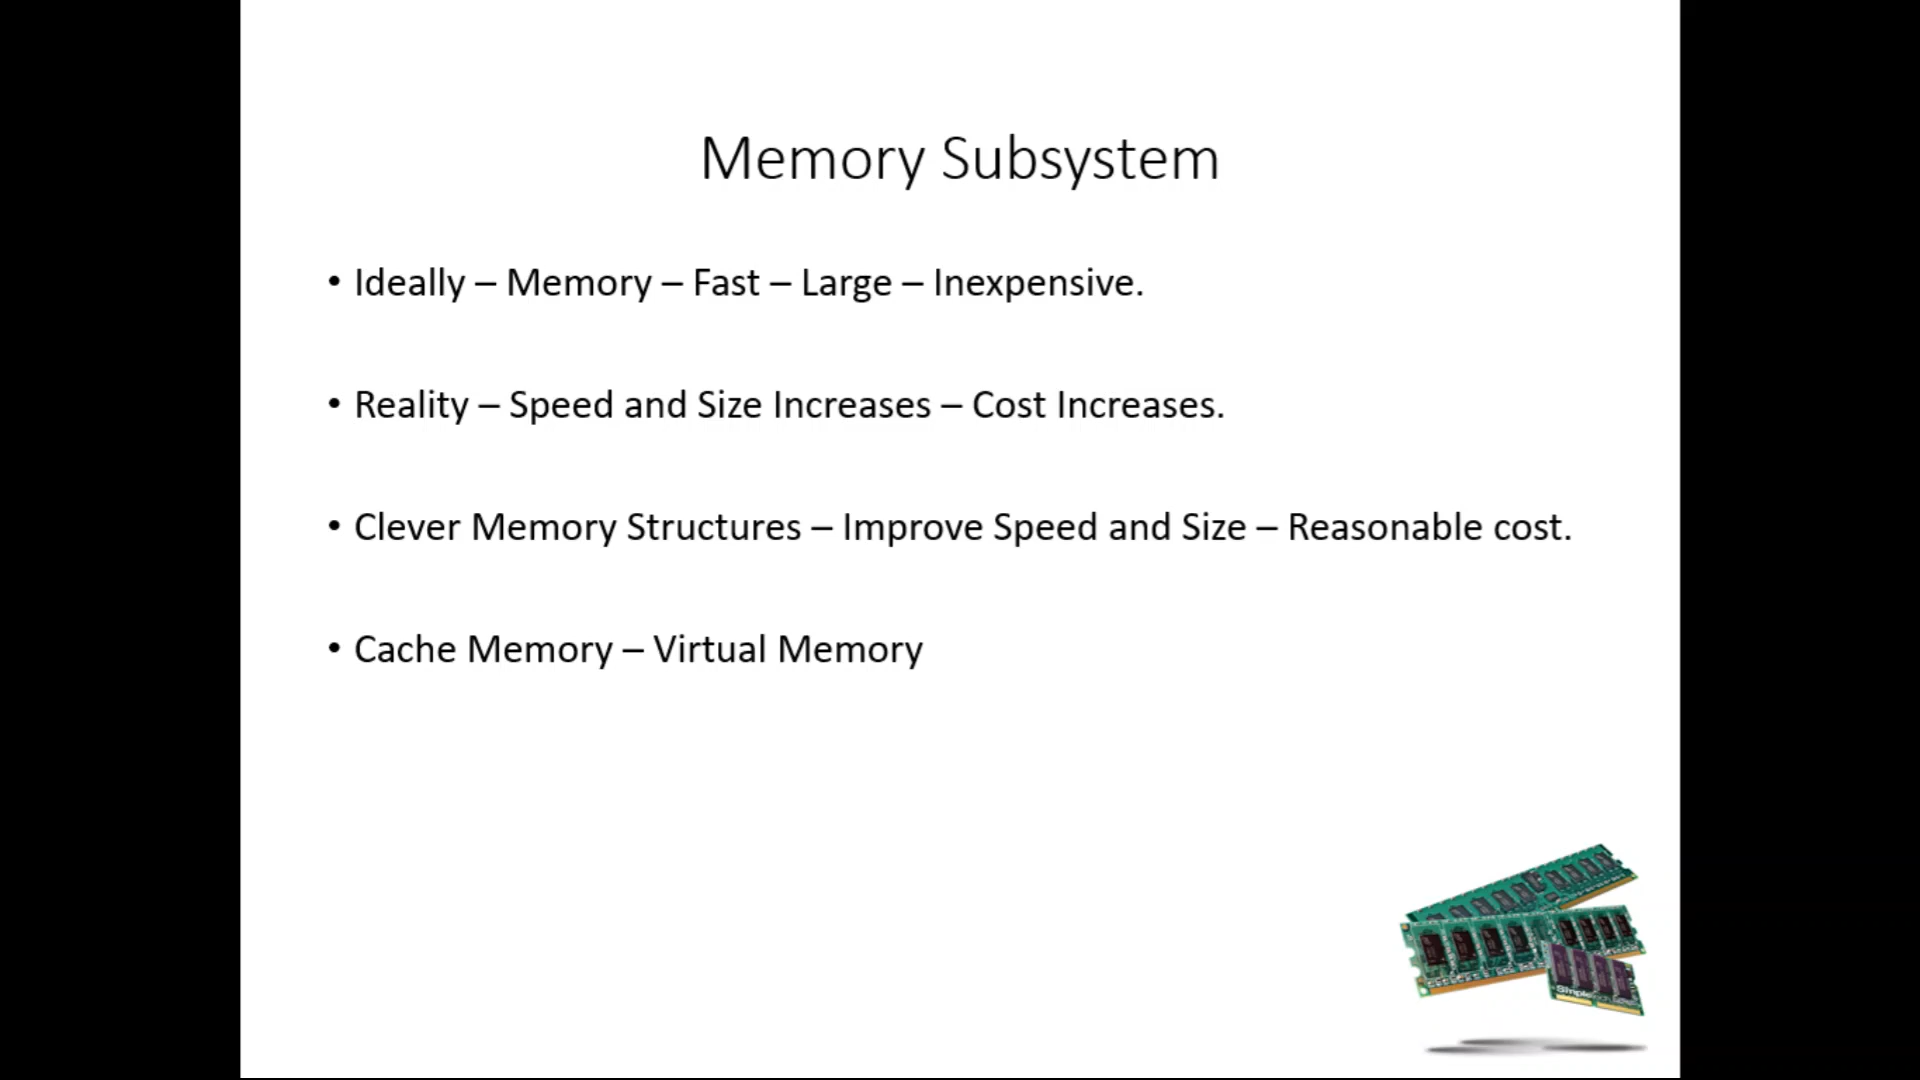 Memory Subsystem
• Ideally – Memory – Fast – Large – Inexpensive.
• Reality – Speed and Size Increases – Cost Increases.
• Clever Memory Structures – Improve Speed and Size – Reasonable cost.
• Cache Memory – Virtual Memory